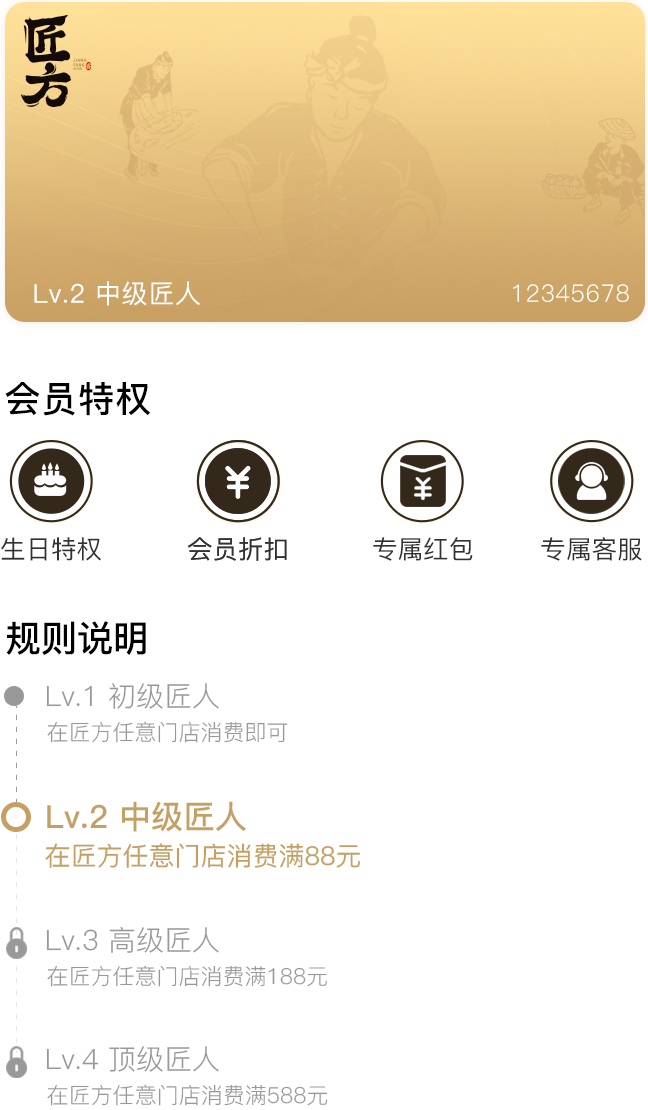 匠方
Lv.2 中级匠人
12345678
会员特权
生日特权
会员折扣
专属红包
专属客服
规则说明
Lv.1 初级匠人
在匠方任意门店消费即可
Lv.2 中级匠人
在匠方任意门店消费满88元
Lv.3 高级匠人
在匠方任意门店消费满188元
Lv.4 顶级匠人
在匠方任意门店消费满588元